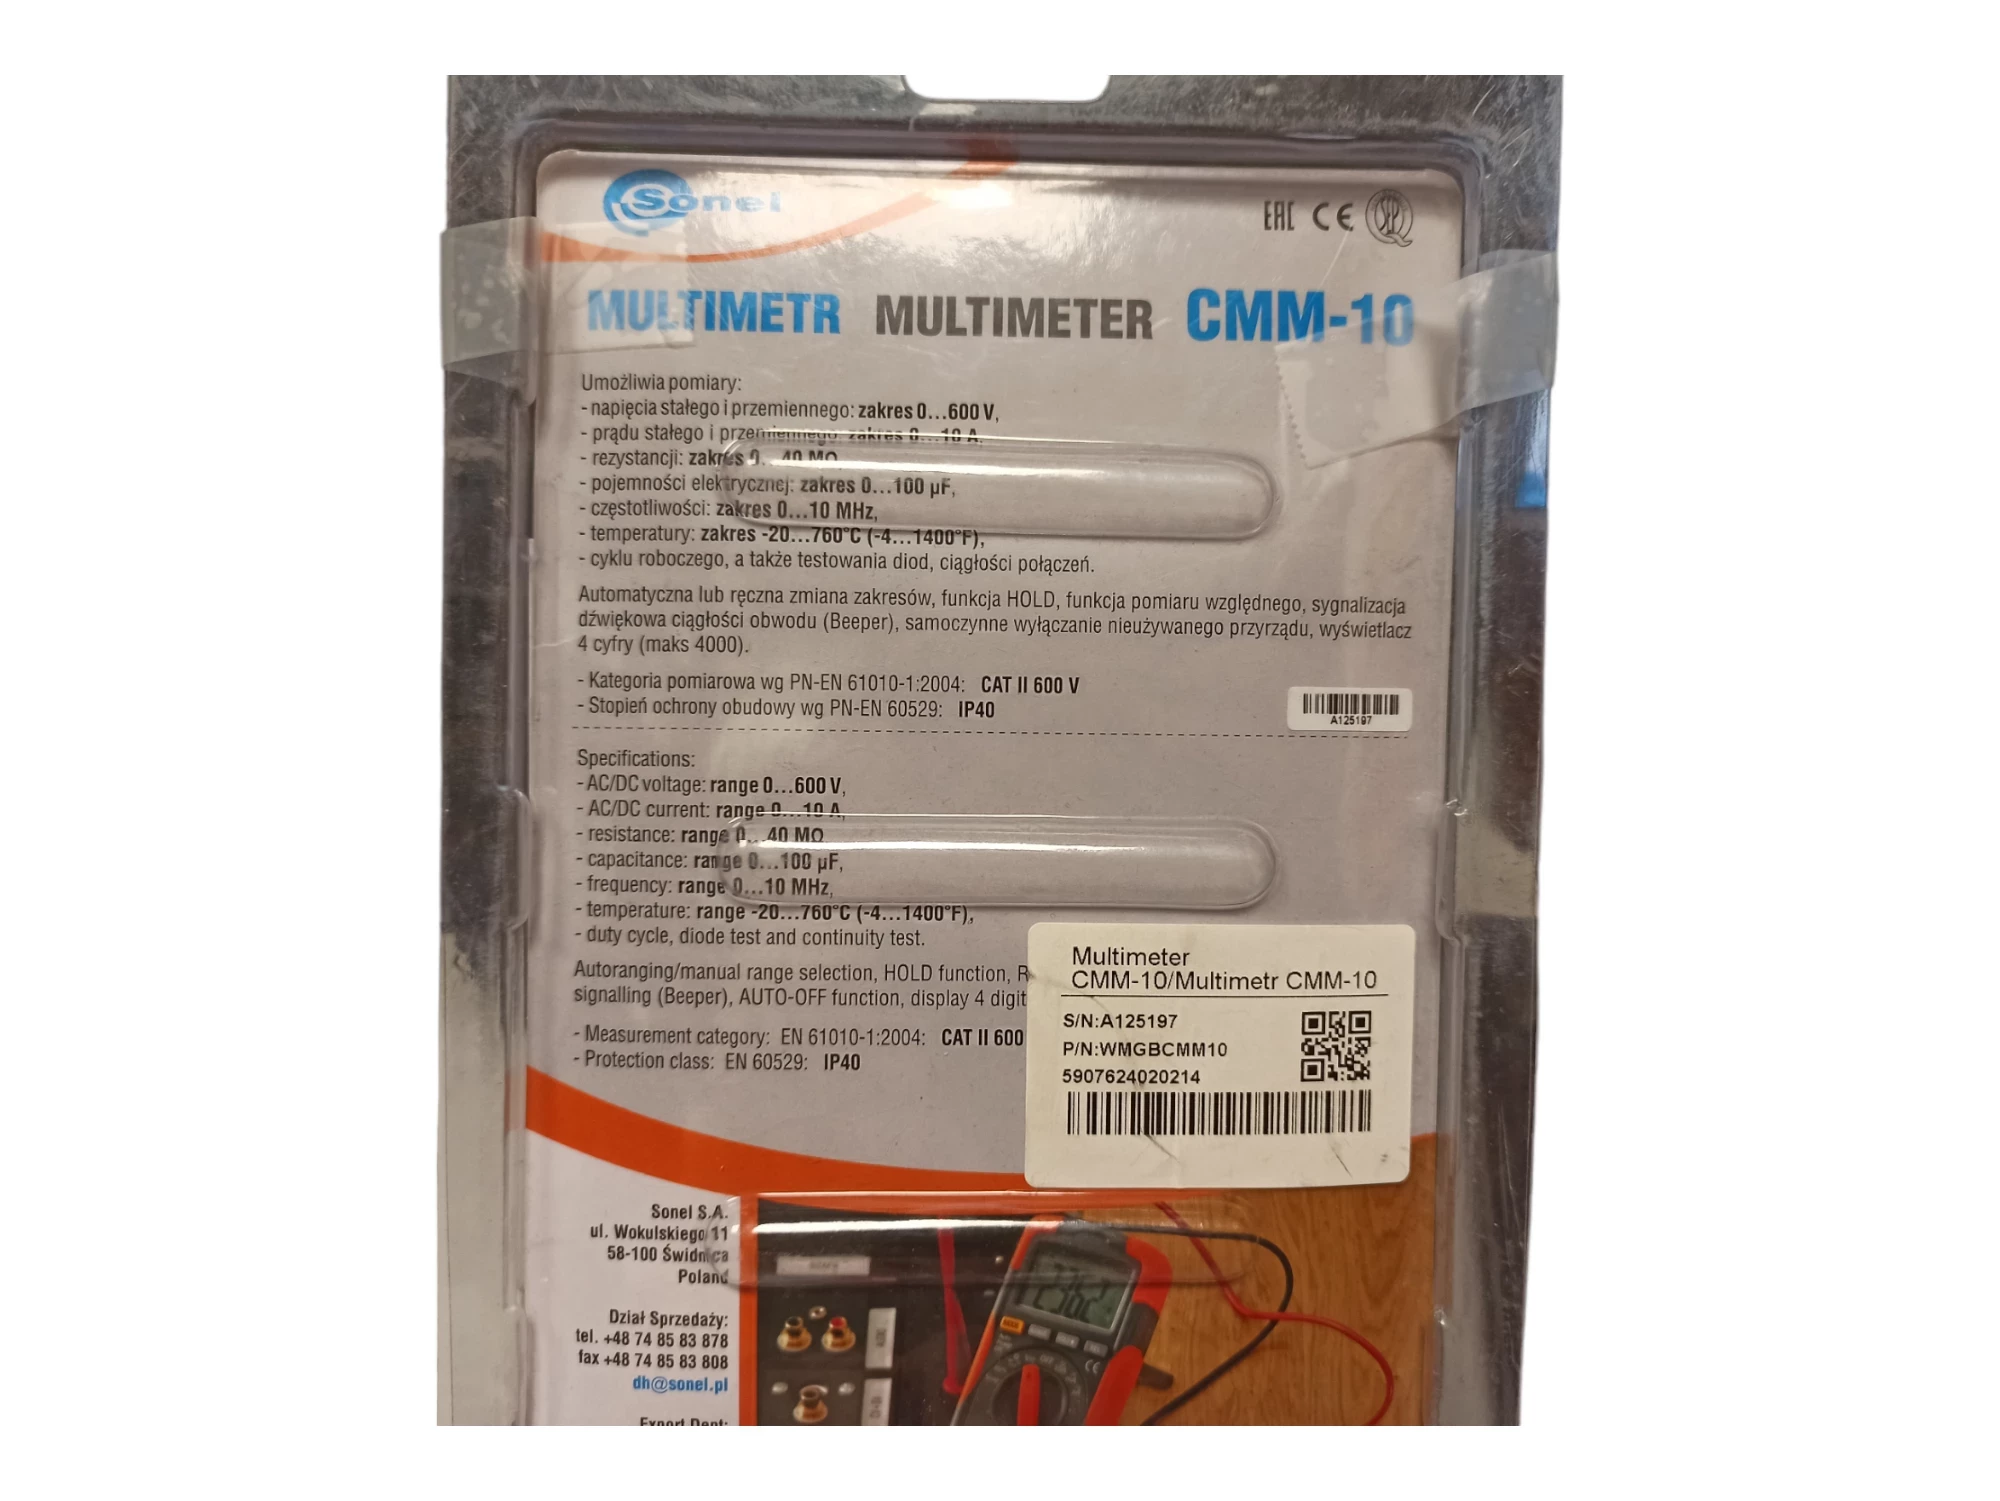 Sonel
EAC CE SEP
MULTIMETR MULTIMETER CMM-10
Umożliwia pomiary:
- napięcia stałego i przemiennego: zakres 0...600 V,
- prądu stałego i przemiennego: zakres 0...10 A,
- rezystancji: zakres 0...40 MΩ
- pojemności elektrycznej: zakres 0...100 µF,
- częstotliwości: zakres 0...10 MHz,
- temperatury: zakres -20...760°C (-4...1400°F),
- cyklu roboczego, a także testowania diod, ciągłości połączeń.
Automatyczna lub ręczna zmiana zakresów, funkcja HOLD, funkcja pomiaru względnego, sygnalizacja
dźwiękowa ciągłości obwodu (Beeper), samoczynne wyłączanie nieużywanego przyrządu, wyświetlacz
4 cyfry (maks 4000).
- Kategoria pomiarowa wg PN-EN 61010-1:2004: CAT II 600 V
- Stopień ochrony obudowy wg PN-EN 60529: IP40
A125197
Specifications:
- AC/DC voltage: range 0...600 V,
- AC/DC current: range 0...10 A,
- resistance: range 0...40 MΩ
- capacitance: range 0...100 µF,
- frequency: range 0...10 MHz,
- temperature: range -20...760°C (-4...1400°F),
- duty cycle, diode test and continuity test.
Autoranging/manual range selection, HOLD function, R
signalling (Beeper), AUTO-OFF function, display 4 digit
- Measurement category: EN 61010-1:2004: CAT II 600
- Protection class: EN 60529: IP40
Multimeter
CMM-10/Multimetr CMM-10
S/N:A125197
P/N:WMGBCMM10
5907624020214
Sonel S.A.
ul. Wokulskiego 11
58-100 Świdnica
Poland
Dział Sprzedaży:
tel. +48 74 85 83 878
fax +48 74 85 83 808
dh@sonel.pl
Export Dept: